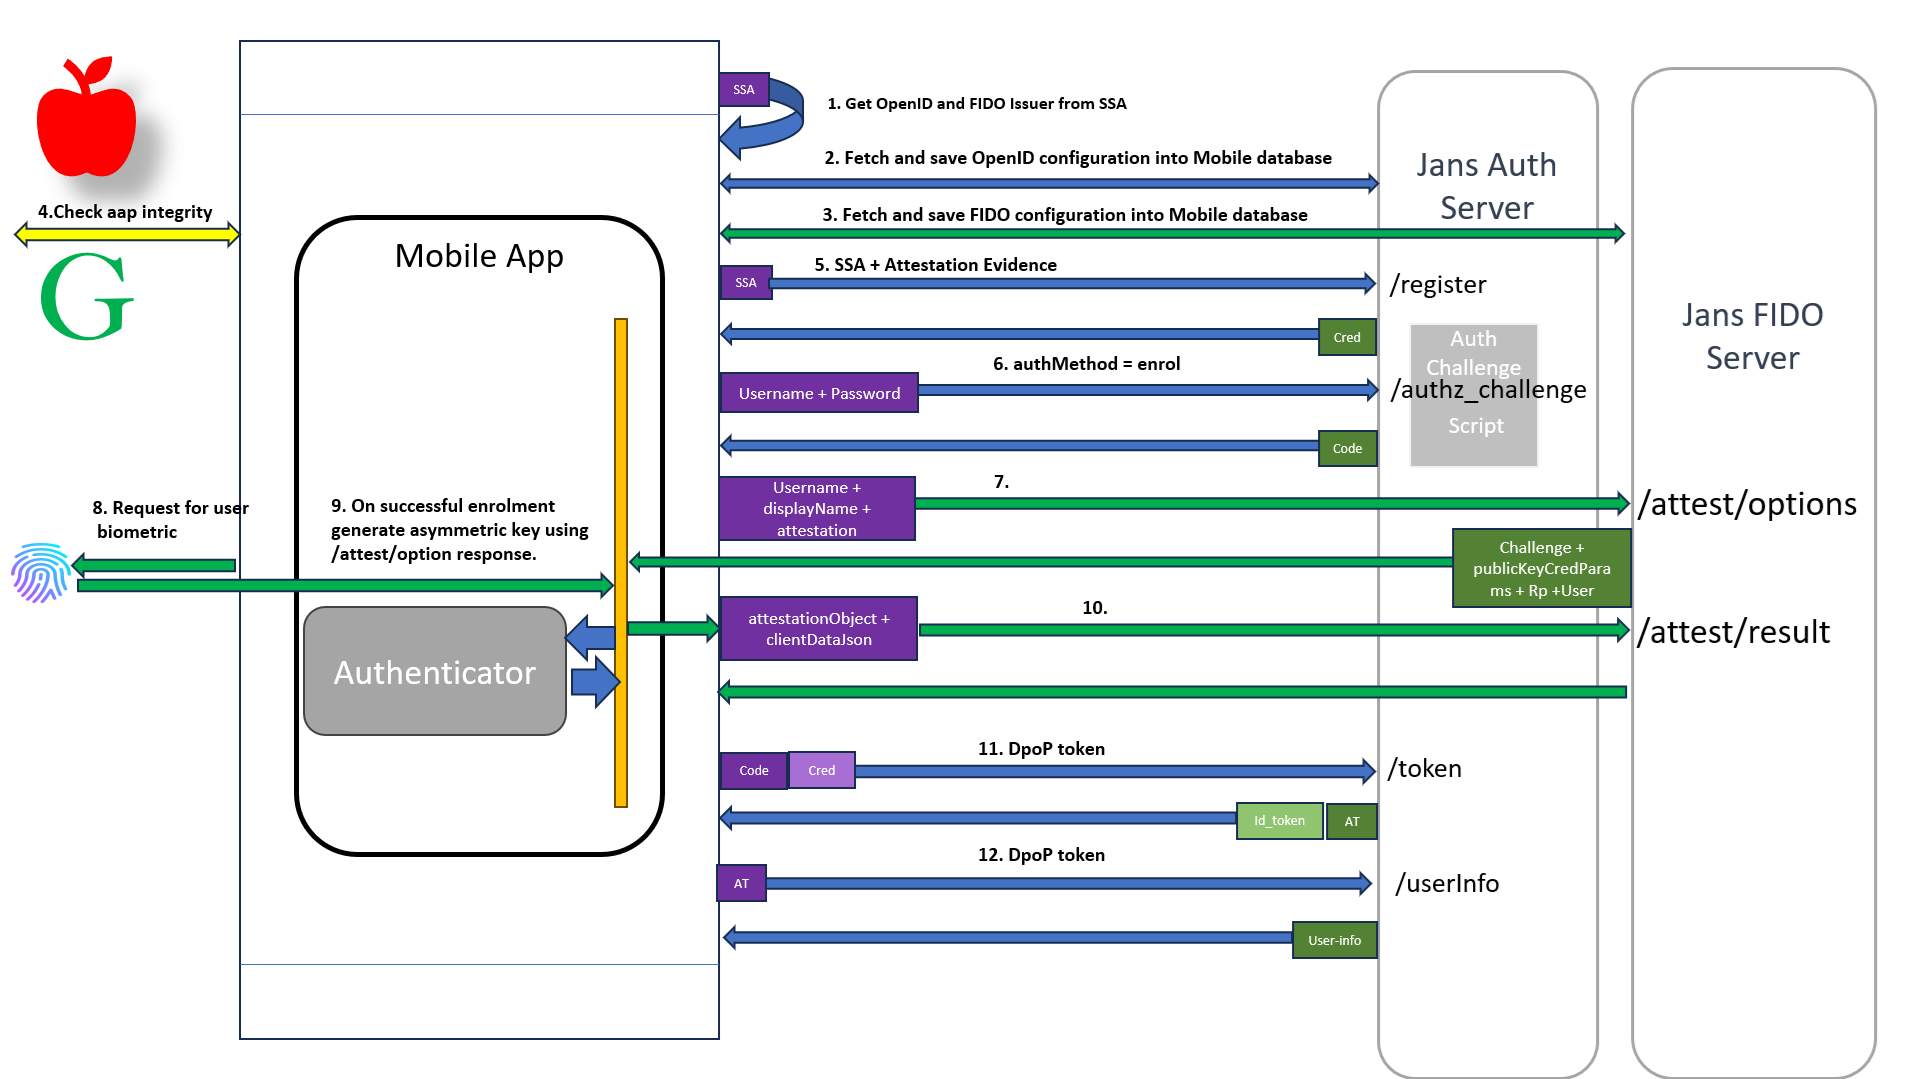 SSA
1. Get OpenID and FIDO Issuer from SSA
2. Fetch and save OpenID configuration into Mobile database
Jans Auth
Server
4.Check aap integrity
3. Fetch and save FIDO configuration into Mobile database
G
Mobile App
5. SSA + Attestation Evidence
SSA
/register
Jans FIDO
Server
Cred
Auth
Challenge
Script
6. authMethod = enrol
Username + Password
/authz_challenge
Code
7.
Username +
displayName +
attestation
/attest/options
8. Request for user
biometric
9. On successful enrolment
generate asymmetric key using
/attest/option response.
Challenge +
publicKeyCredPara
ms + Rp +User
10.
attestationObject +
clientDataJson
/attest/result
Authenticator
11. DpoP token
Code
Cred
/token
Id_token
AT
12. DpoP token
AT
/userInfo
User-info